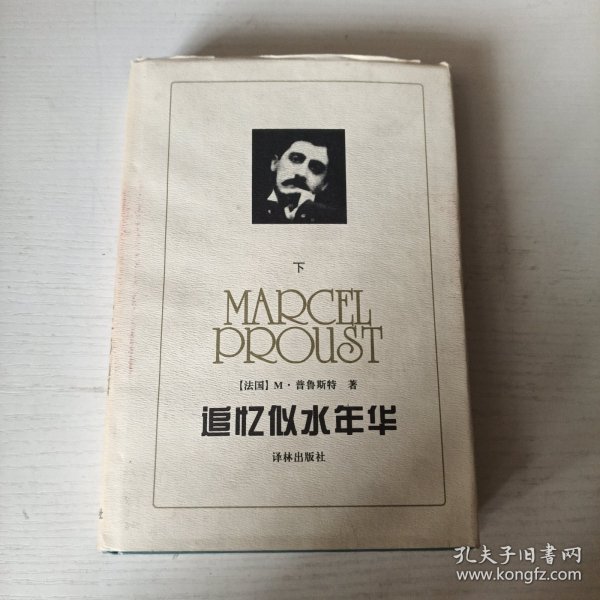 下
MARCEL
PROUST
【法国】M·普鲁斯特 著
追忆似水年华
译林出版社
孔夫子旧书网
www.kongfz.com